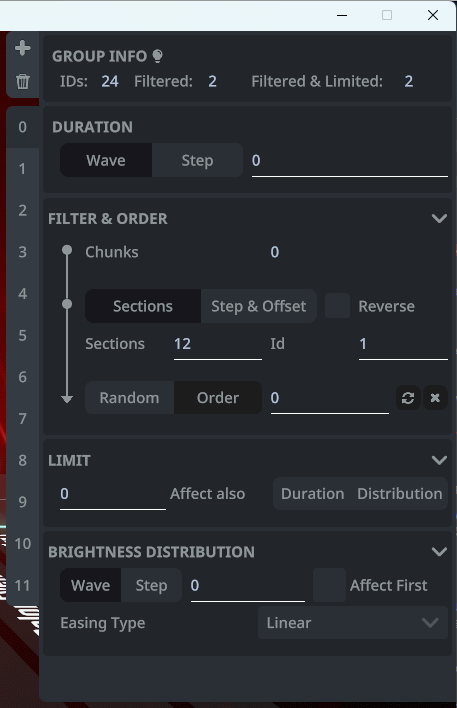 GROUP INFO
IDs: 24 Filtered: 2 Filtered & Limited: 2
0
DURATION
Wave Step 0
1
2
FILTER & ORDER
3
Chunks 0
4
Sections Step & Offset Reverse
5
Sections 12 Id 1
6
Random Order 0
7
8
LIMIT
0 Affect also Duration Distribution
9
10
BRIGHTNESS DISTRIBUTION
11
Wave Step 0 Affect First
Easing Type Linear